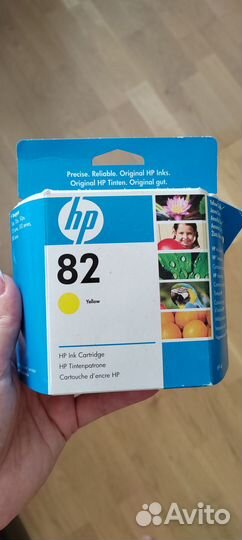 Precise. Reliable. Original HP Inks.
Original HP Tinten. Original gut.
hp
82
Yellow
HP Ink Cartridge
HP Tintenpatrone
Cartouche d'encre HP
Avito